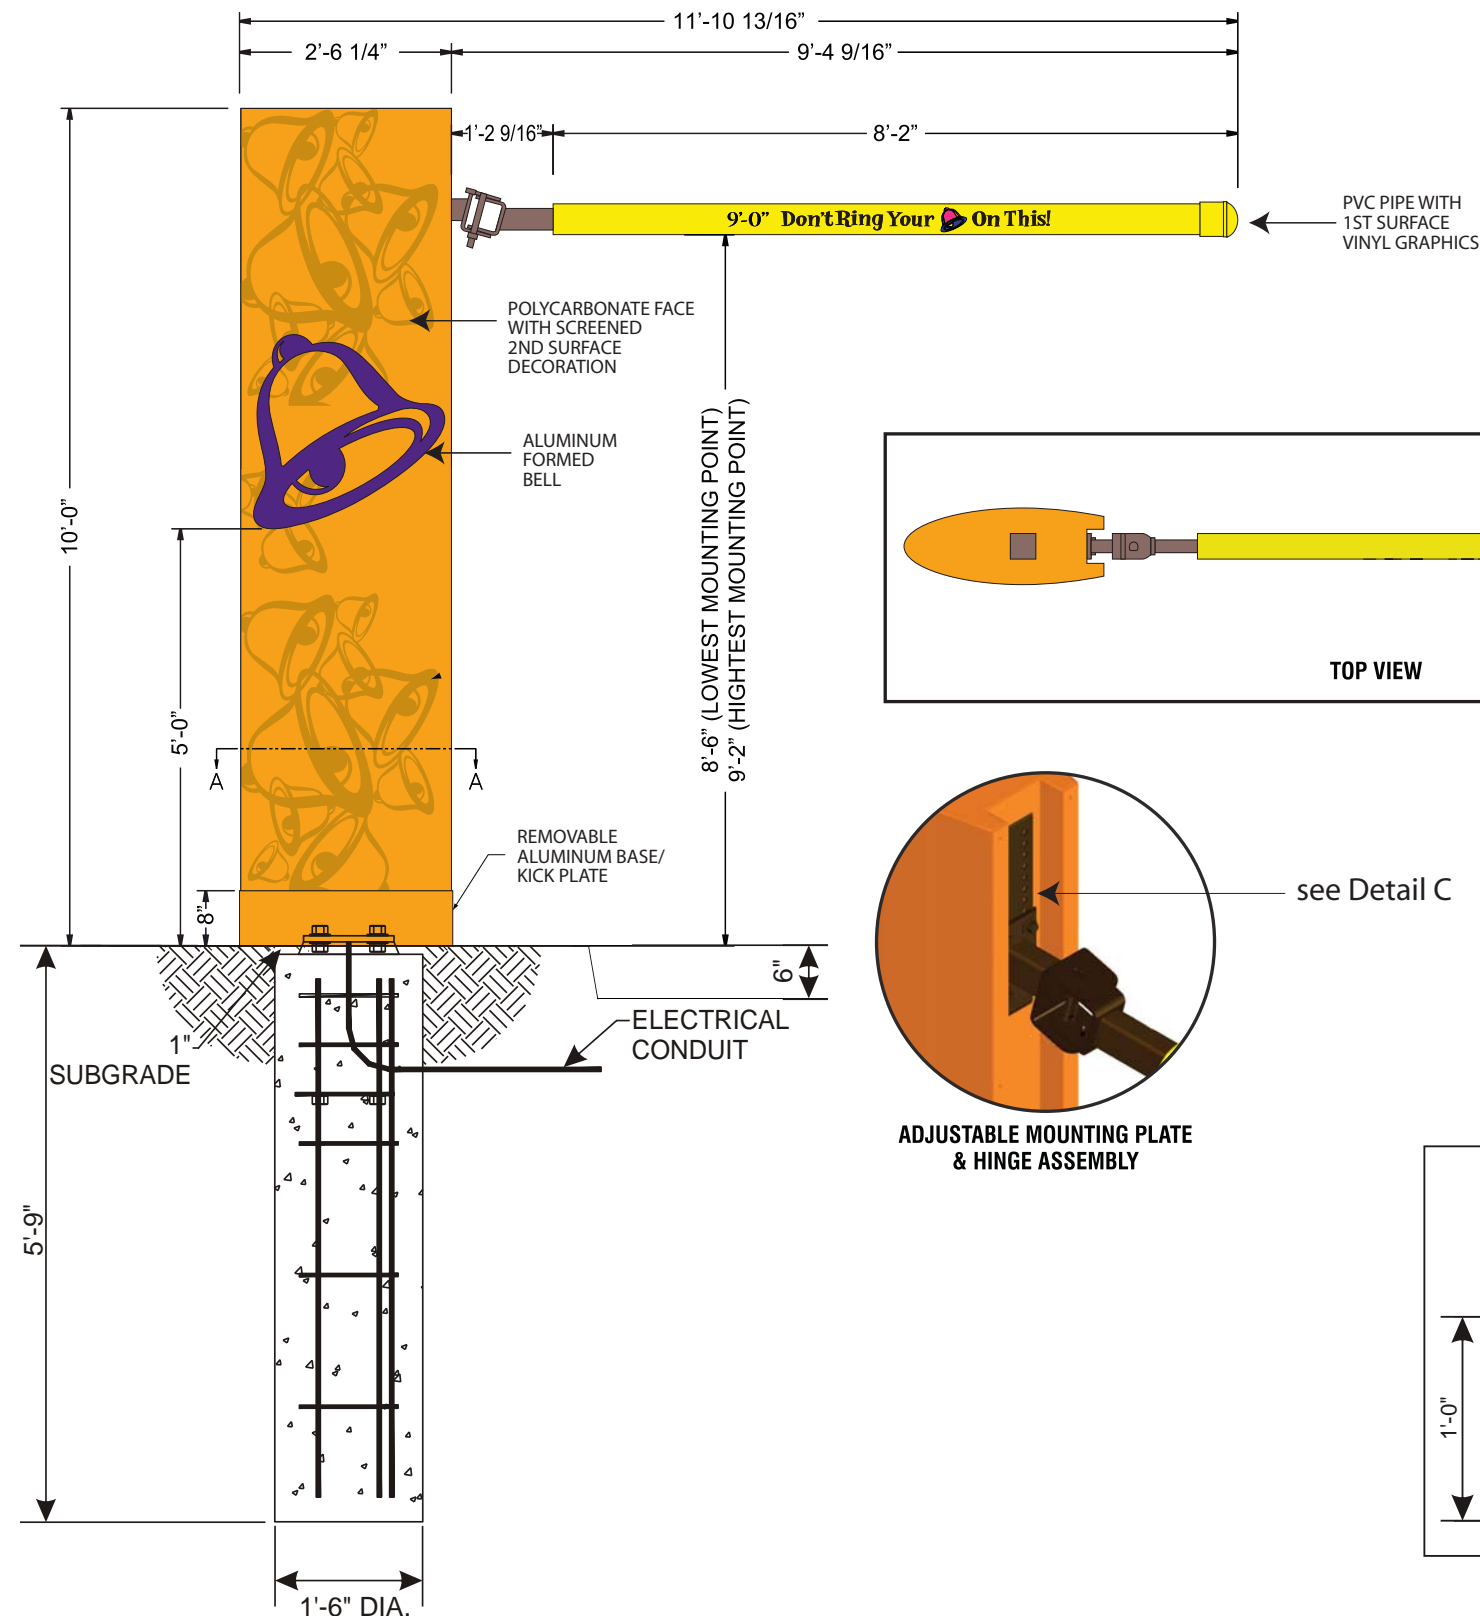 11’-10 13/16”
2’-6 1/4”
9’-4 9/16”
1’-2 9/16”
8’-2”
9’-0” Don’t Ring Your On This!
PVC PIPE WITH
1ST SURFACE
VINYL GRAPHICS
POLYCARBONATE FACE
WITH SCREENED
2ND SURFACE
DECORATION
ALUMINUM
FORMED
BELL
10’-0”
5’-0”
8’-6” (LOWEST MOUNTING POINT)
9’-2” (HIGHTEST MOUNTING POINT)
TOP VIEW
A
A
REMOVABLE
ALUMINUM BASE/
KICK PLATE
8”
see Detail C
6"
ELECTRICAL
CONDUIT
1"
SUBGRADE
ADJUSTABLE MOUNTING PLATE
& HINGE ASSEMBLY
5'-9"
1'-0"
1'-6" DIA.